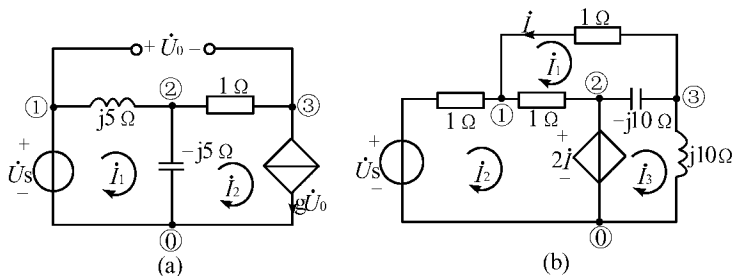 + U̇₀ −
① ② 1 Ω ③
j5 Ω
+ U̇s −
İ₁
−j5 Ω
İ₂
gU̇₀
⓪
(a)
İ
1 Ω
İ₁
② ③
1 Ω ① 1 Ω −j10 Ω
+ U̇s −
İ₂
+ 2İ −
İ₃
j10 Ω
⓪
(b)